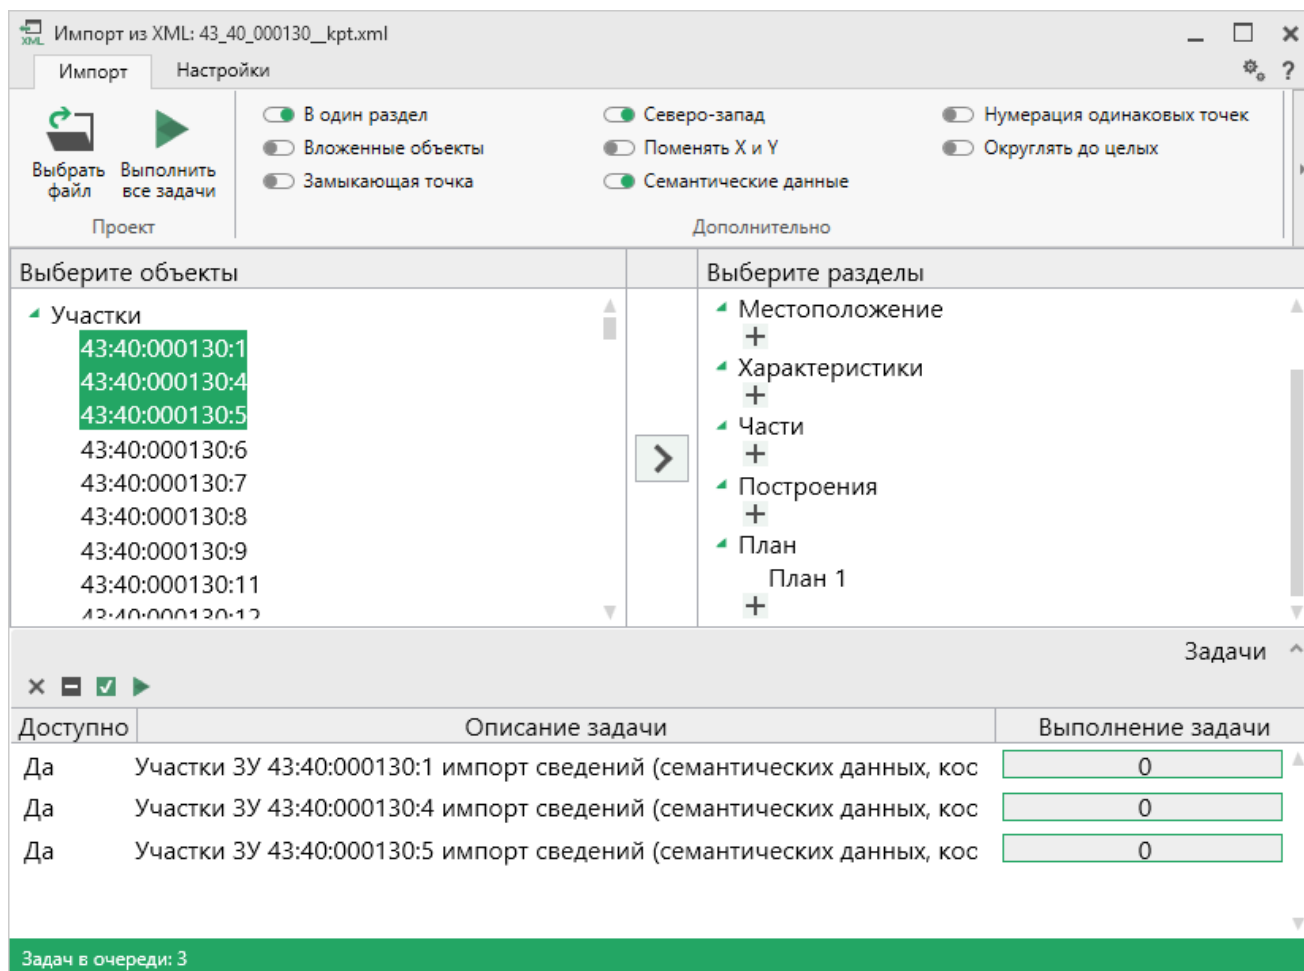 XML Импорт из XML: 43_40_000130__kpt.xml
Импорт Настройки
?
В один раздел Северо-запад Нумерация одинаковых точек
Вложенные объекты Поменять X и Y Округлять до целых
Замыкающая точка Семантические данные
Выбрать файл
Выполнить все задачи
Проект Дополнительно
Выберите объекты
Участки
43:40:000130:1
43:40:000130:4
43:40:000130:5
43:40:000130:6
43:40:000130:7
43:40:000130:8
43:40:000130:9
43:40:000130:11
43:40:000130:12
Выберите разделы
Местоположение
Характеристики
Части
Построения
План
План 1
Задачи
Доступно Описание задачи Выполнение задачи
Да Участки ЗУ 43:40:000130:1 импорт сведений (семантических данных, кос 0
Да Участки ЗУ 43:40:000130:4 импорт сведений (семантических данных, кос 0
Да Участки ЗУ 43:40:000130:5 импорт сведений (семантических данных, кос 0
Задач в очереди: 3